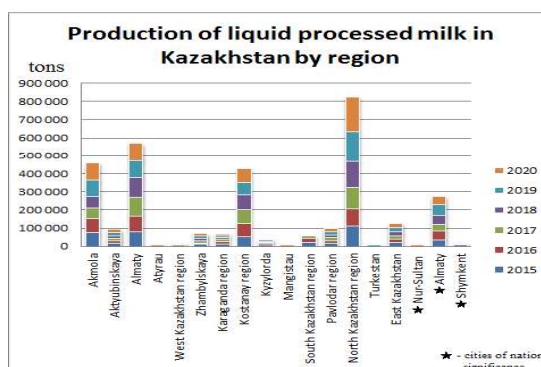 Production of liquid processed milk in
Kazakhstan by region
tons
900 000
800 000
700 000
600 000
500 000
400 000
300 000
200 000
100 000
0
Akmola
Aktyubinskaya
Almaty
Atyrau
West Kazakhstan region
Zhambylskaya
Karaganda region
Kostanay region
Kyzylorda
Mangistau
South Kazakhstan region
Pavlodar region
North Kazakhstan region
Turkestan
East Kazakhstan
★ Nur-Sultan
★ Almaty
★ Shymkent
2020
2019
2018
2017
2016
2015
★ - cities of nation
significance